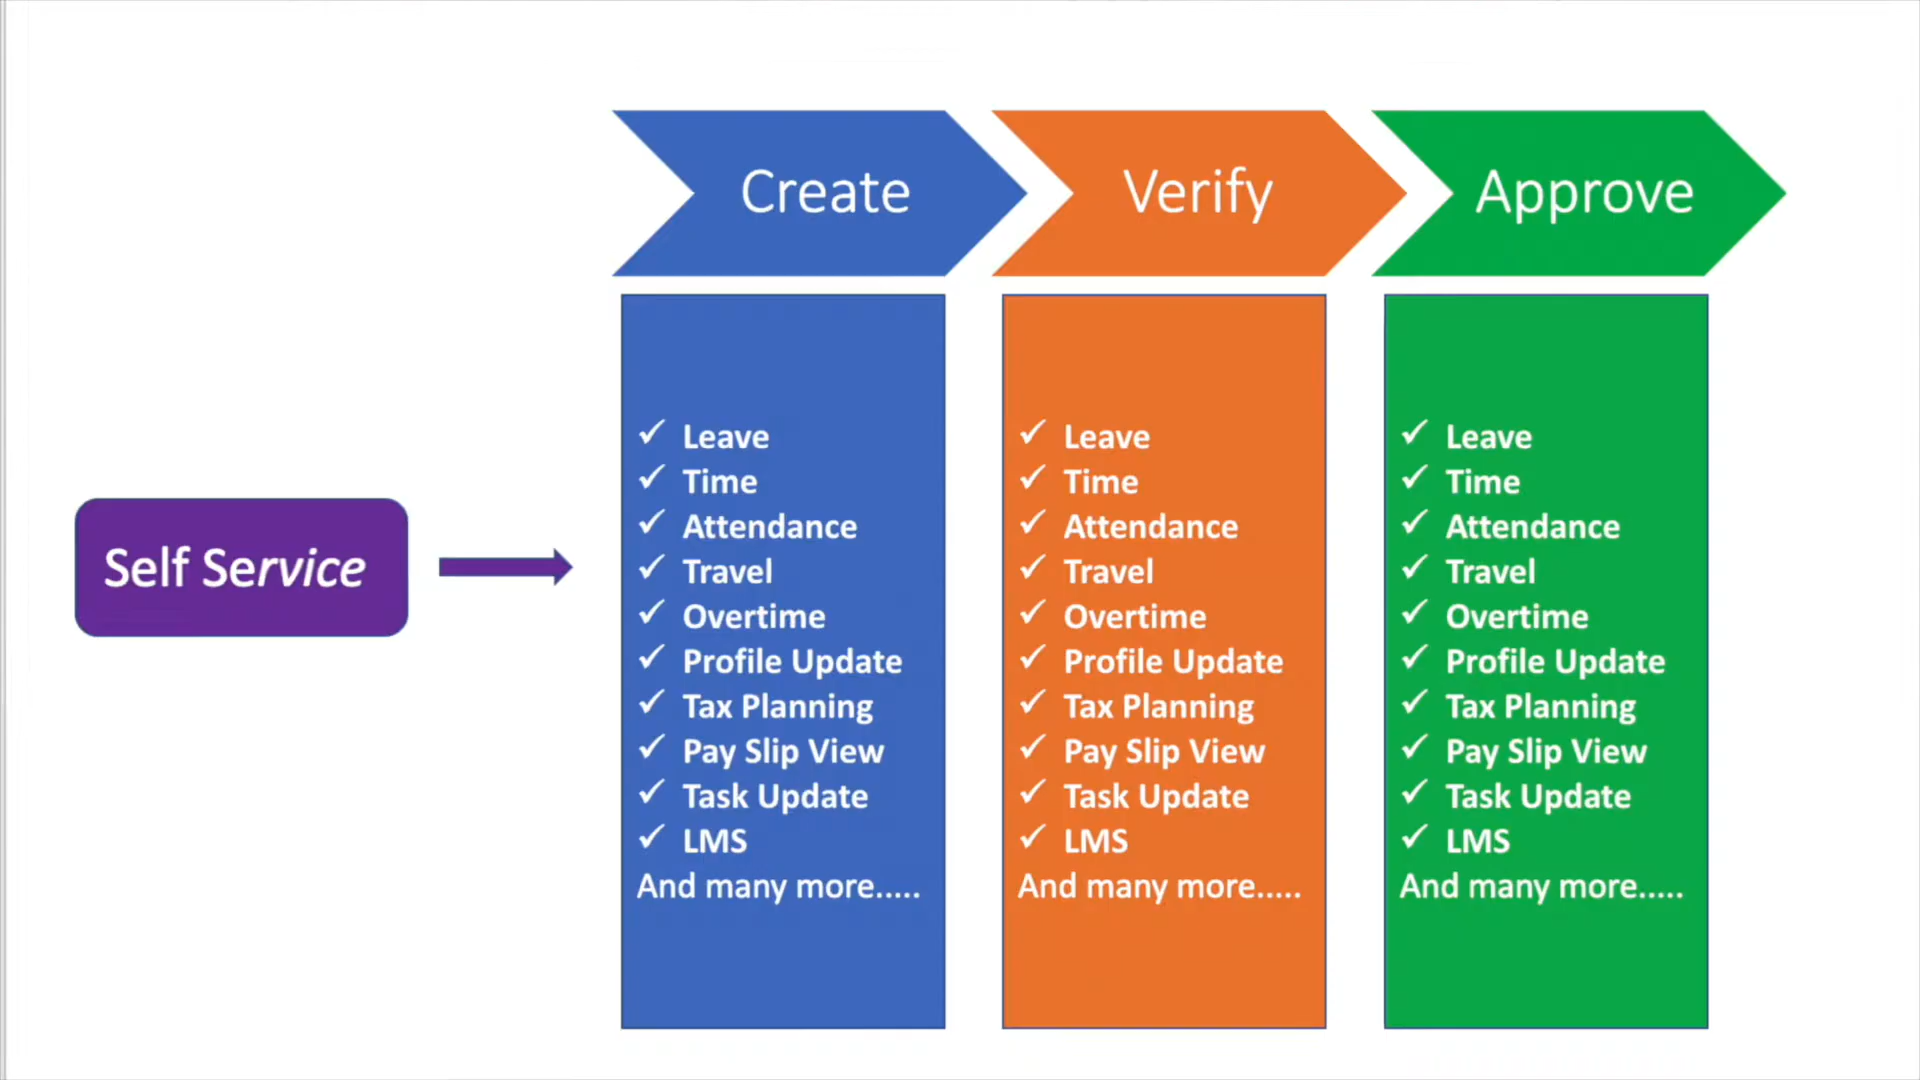 Create
Verify
Approve
Self Service
✓ Leave
✓ Time
✓ Attendance
✓ Travel
✓ Overtime
✓ Profile Update
✓ Tax Planning
✓ Pay Slip View
✓ Task Update
✓ LMS
And many more.....
✓ Leave
✓ Time
✓ Attendance
✓ Travel
✓ Overtime
✓ Profile Update
✓ Tax Planning
✓ Pay Slip View
✓ Task Update
✓ LMS
And many more.....
✓ Leave
✓ Time
✓ Attendance
✓ Travel
✓ Overtime
✓ Profile Update
✓ Tax Planning
✓ Pay Slip View
✓ Task Update
✓ LMS
And many more.....